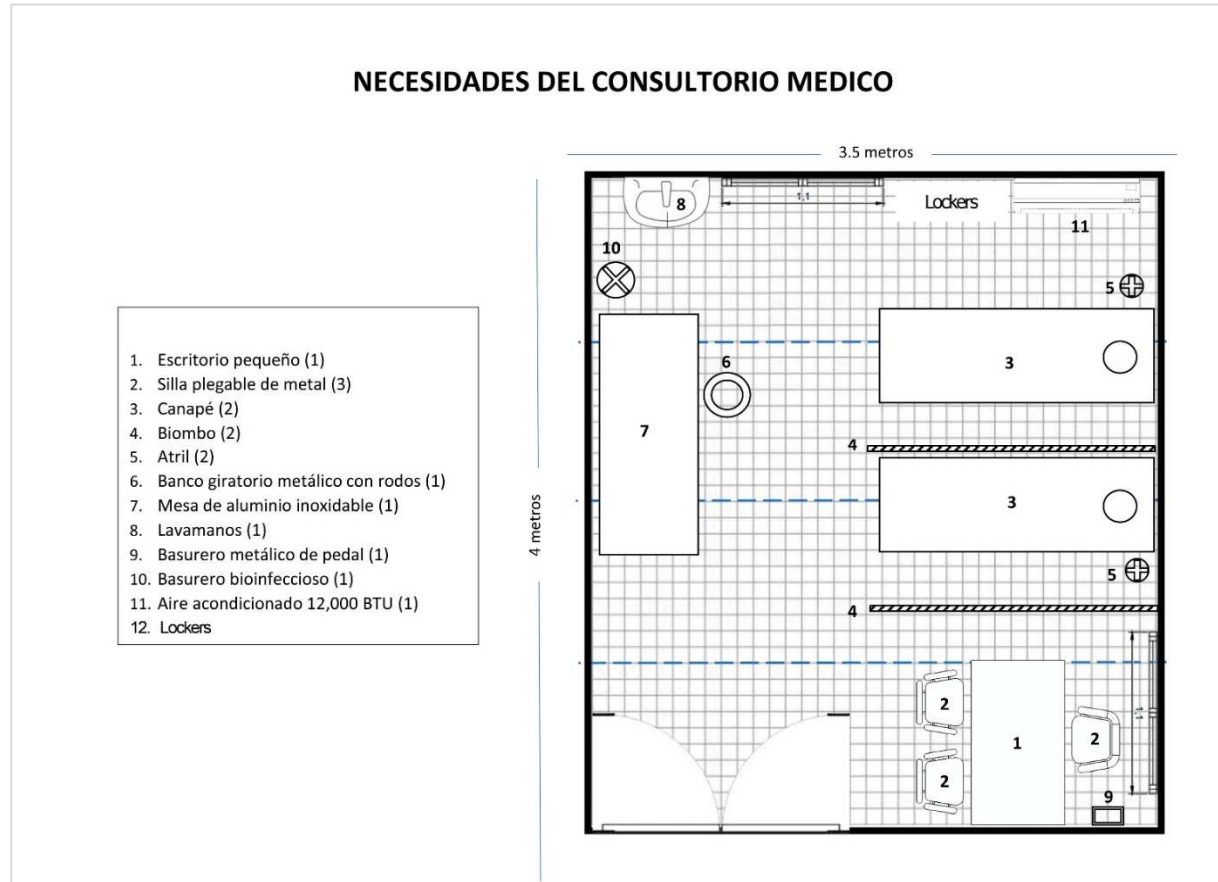 NECESIDADES DEL CONSULTORIO MEDICO
3.5 metros
4 metros
1. Escritorio pequeño (1)
2. Silla plegable de metal (3)
3. Canapé (2)
4. Biombo (2)
5. Atril (2)
6. Banco giratorio metálico con rodos (1)
7. Mesa de aluminio inoxidable (1)
8. Lavamanos (1)
9. Basurero metálico de pedal (1)
10. Basurero bioinfeccioso (1)
11. Aire acondicionado 12,000 BTU (1)
12. Lockers
8
1,1
Lockers
11
10
5
6
3
7
4
3
5
4
2
1
2
1,1
2
9